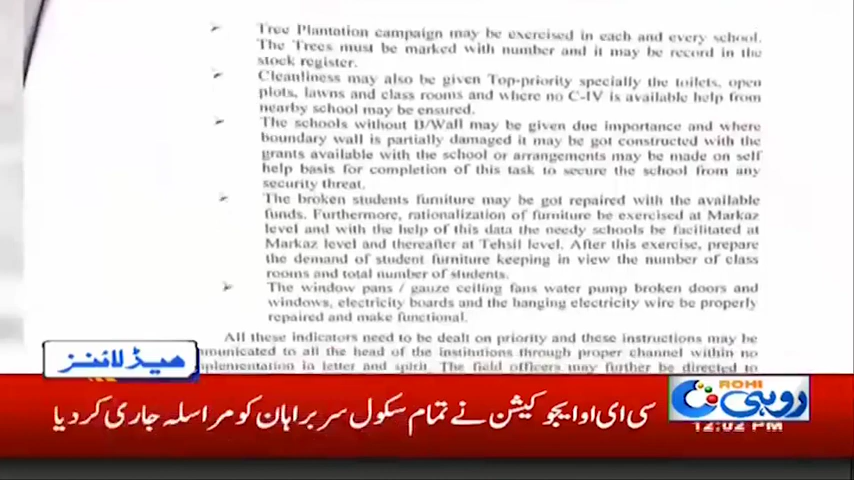 Tree Plantation campaign may be exercised in each and every school.
The Trees must be marked with number and it may be record in the
stock register.
Cleanliness may also be given Top-priority specially the toilets, open
plots, lawns and class rooms and where no C-IV is available help from
nearby school may be ensured.
The schools without B/Wall may be given due importance and where
boundary wall is partially damaged it may be got constructed with the
grants available with the school or arrangements may be made on self
help basis for completion of this task to secure the school from any
security threat.
The broken students furniture may be got repaired with the available
funds. Furthermore, rationalization of furniture be exercised at Markaz
level and with the help of this data the needy schools be facilitated at
Markaz level and thereafter at Tehsil level. After this exercise, prepare
the demand of student furniture keeping in view the number of class
rooms and total number of students.
The window pans / gauze ceiling fans water pump broken doors and
windows, electricity boards and the hanging electricity wire be properly
repaired and make functional.
All these indicators need to be dealt on priority and these instructions may be
to all the head of the institutions through proper channel within no
in letter and spirit. The field officers may further be directed to
ہیڈلائنز
سی ای او ایجوکیشن نے تمام سکول سربراہان کو مراسلہ جاری کر دیا
ROHI
روہی
12:02 PM